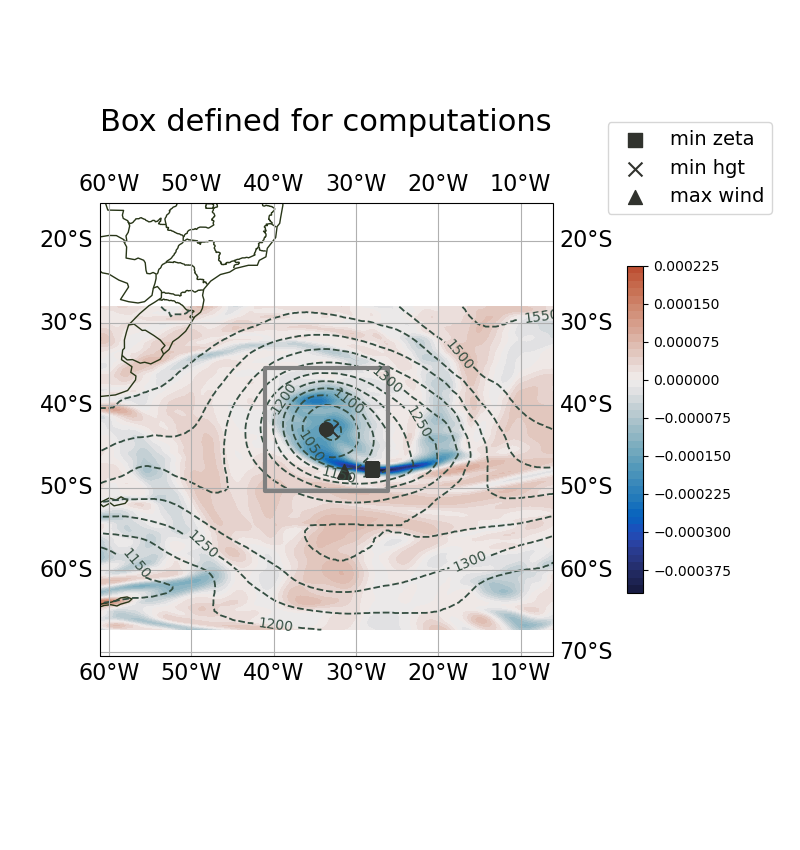 Box defined for computations
min zeta
min hgt
max wind
60°W 50°W 40°W 30°W 20°W 10°W
20°S 20°S
30°S 30°S
40°S 40°S
50°S 50°S
60°S 60°S
70°S
60°W 50°W 40°W 30°W 20°W 10°W
1550
1500
1300
1200
1100
1250
1050
1250
1150
1300
1200
0.000225
0.000150
0.000075
0.000000
−0.000075
−0.000150
−0.000225
−0.000300
−0.000375